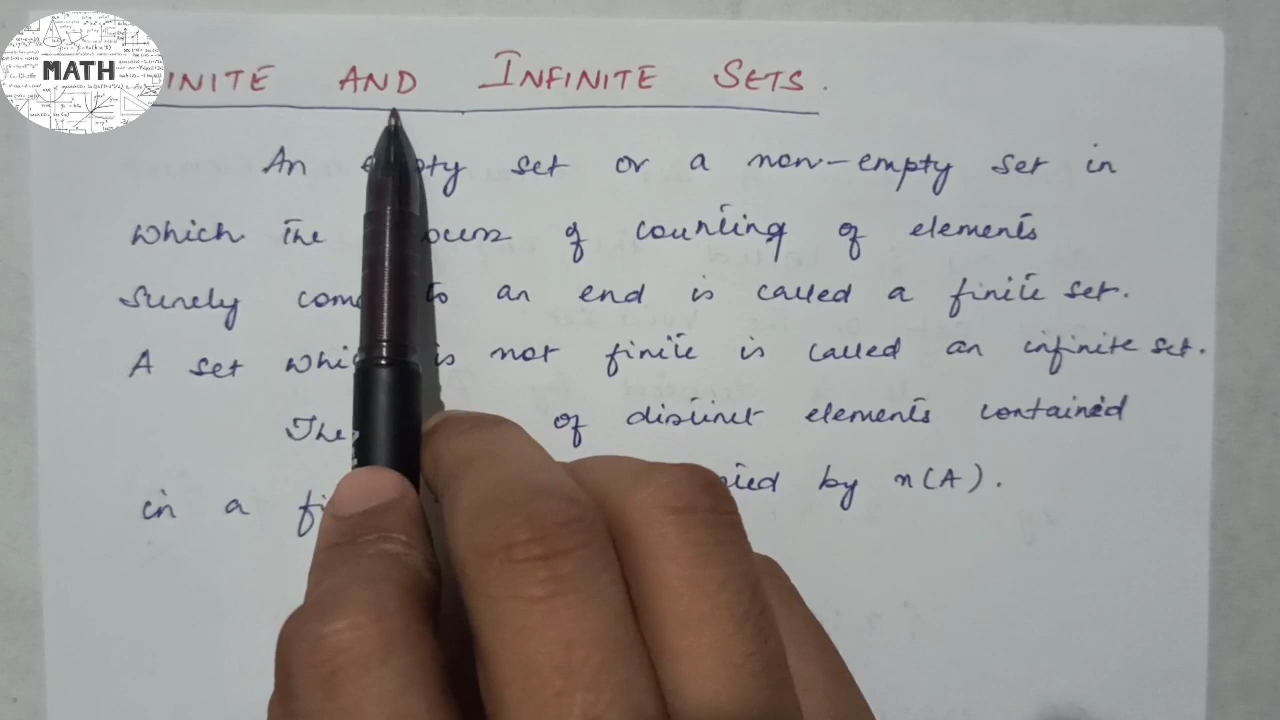 MATH
INITE AND INFINITE SETS.
An set or a non-empty set in
which the of counting of elements
surely to an end is called a finite set.
A set is not finite is called an infinite set.
The of distinct elements contained
in a by n(A).